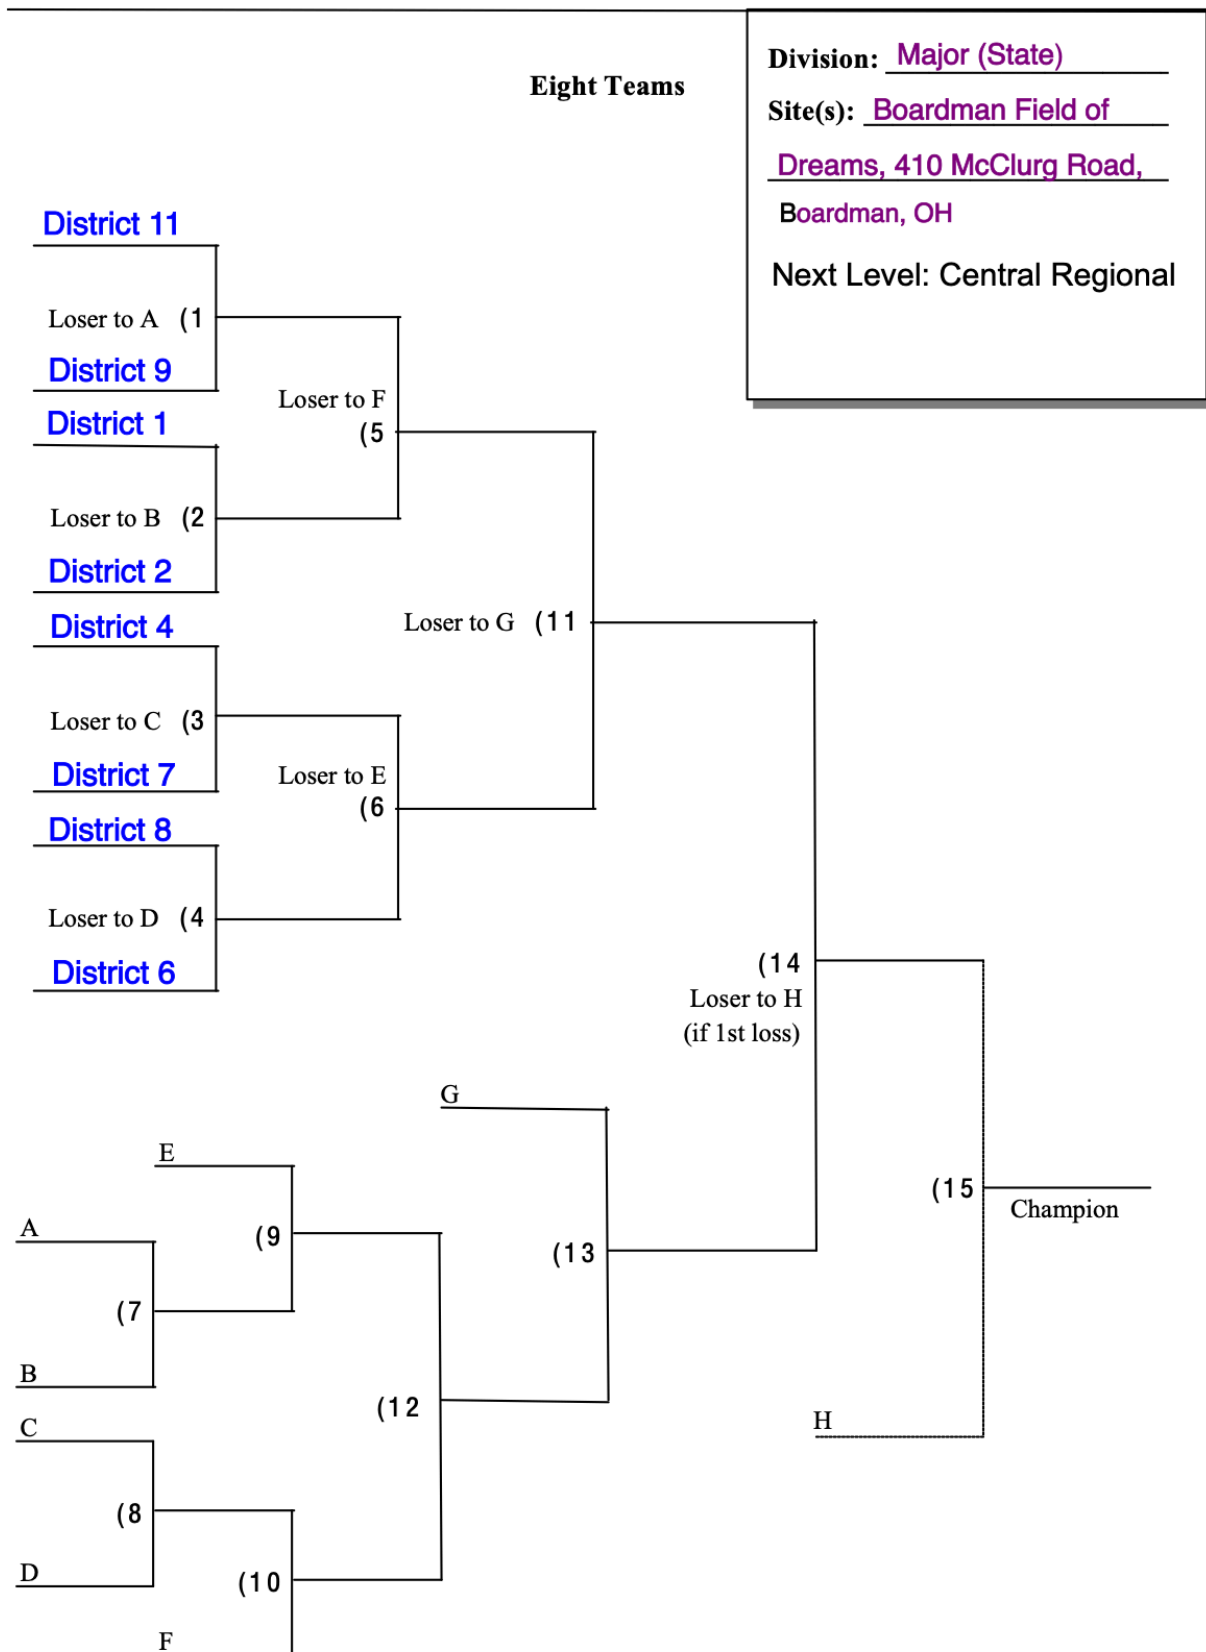 Eight Teams
Division: Major (State)
Site(s): Boardman Field of
Dreams, 410 McClurg Road,
Boardman, OH
Next Level: Central Regional
District 11
Loser to A (1
District 9
Loser to F
(5
District 1
Loser to B (2
District 2
Loser to G (11
District 4
Loser to C (3
District 7
Loser to E
(6
District 8
Loser to D (4
District 6
(14
Loser to H
(if 1st loss)
G
E
(9
A
(7
B
(13
(15
Champion
(12
H
C
(8
D
(10
F